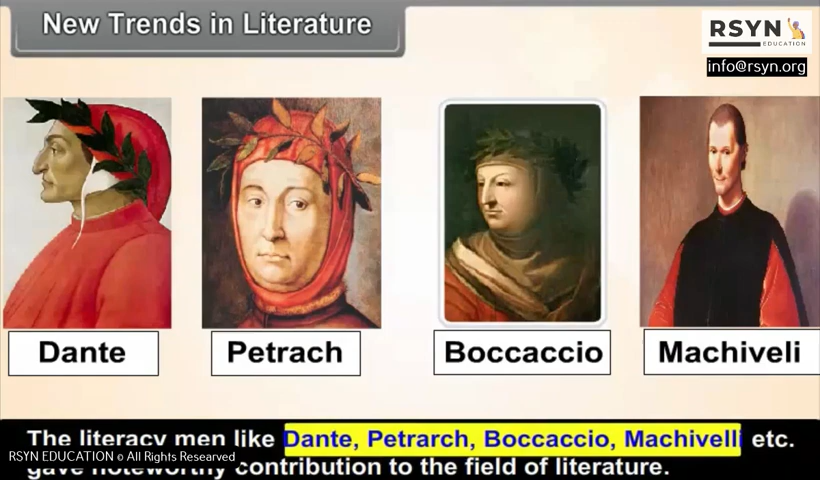 New Trends in Literature
RSYN
EDUCATION
info@rsyn.org
Dante
Petrach
Boccaccio
Machiveli
The literacy men like Dante, Petrarch, Boccaccio, Machivelli etc.
RSYN EDUCATION © All Rights Researved
gave noteworthy contribution to the field of literature.